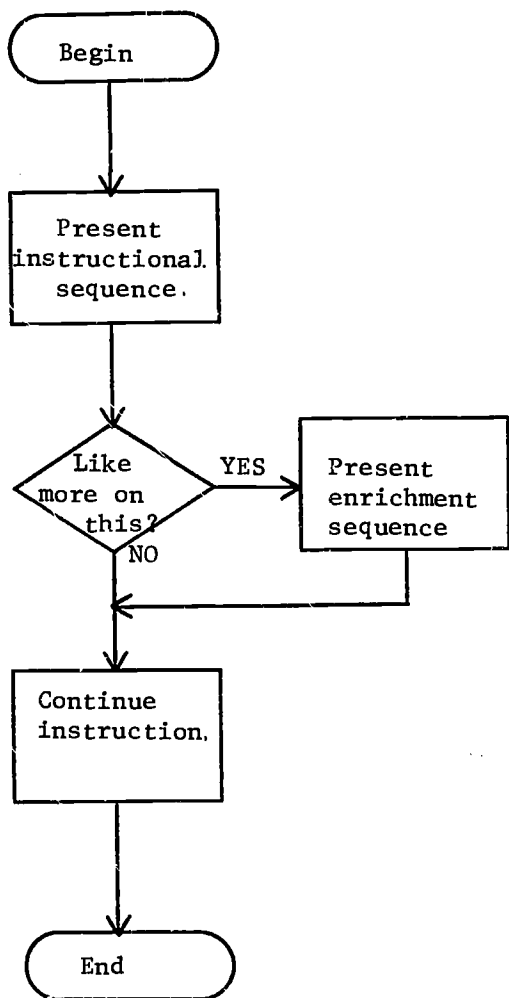 Begin
Present
instructional.
sequence.
Like
more on
this?
YES
Present
enrichment
sequence
NO
Continue
instruction.
End